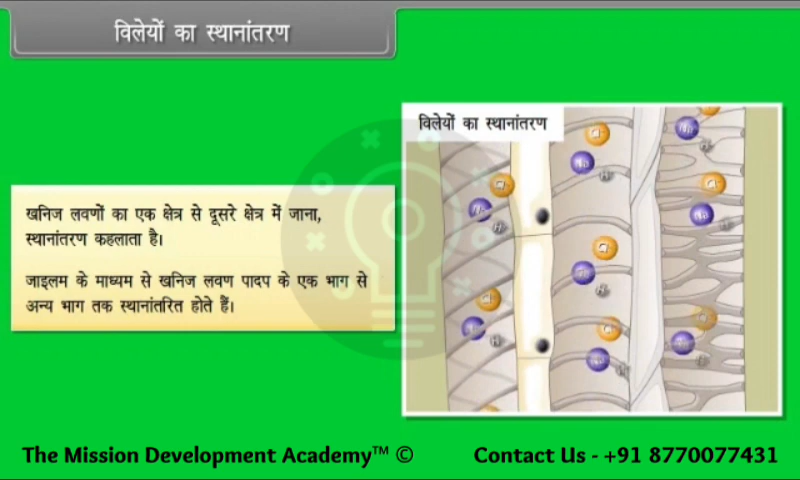 विलेयों का स्थानांतरण
विलेयों का स्थानांतरण
खनिज लवणों का एक क्षेत्र से दूसरे क्षेत्र में जाना,
स्थानांतरण कहलाता है।
जाइलम के माध्यम से खनिज लवण पादप के एक भाग से
अन्य भाग तक स्थानांतरित होते हैं।
The Mission Development Academy™ ©
Contact Us - +91 8770077431